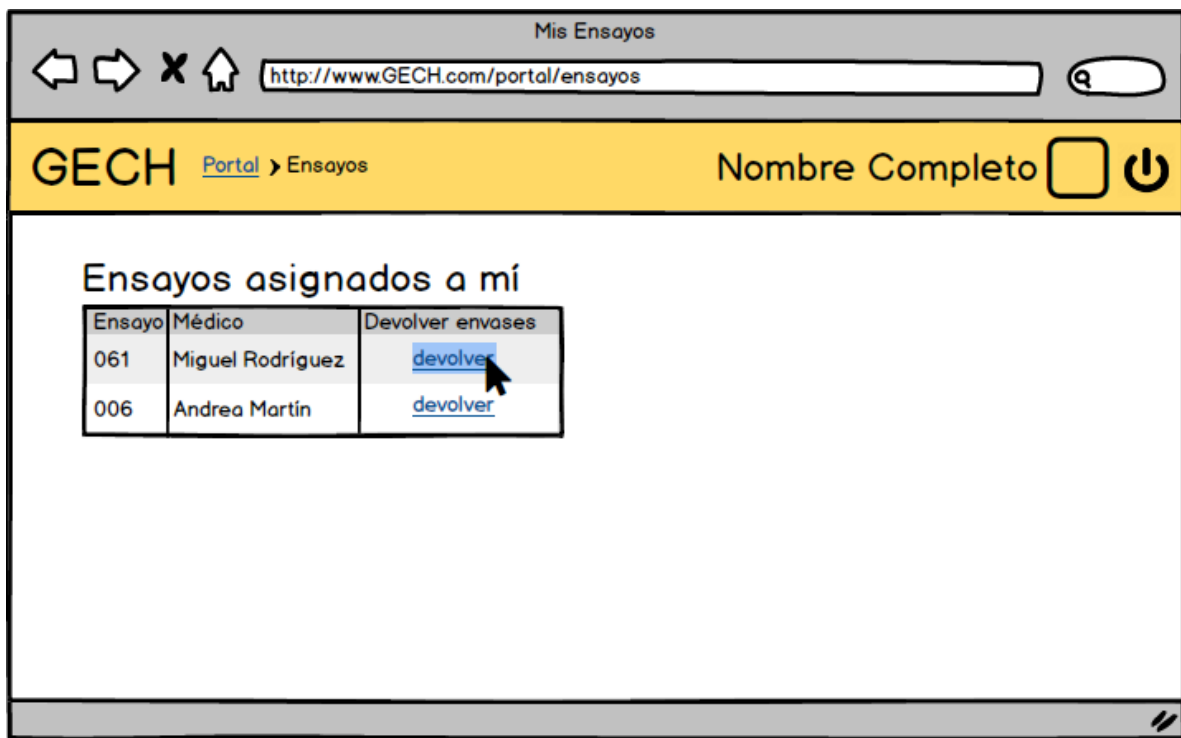 Mis Ensayos
http://www.GECH.com/portal/ensayos
GECH Portal > Ensayos Nombre Completo
Ensayos asignados a mí
Ensayo Médico Devolver envases
061 Miguel Rodríguez devolver
006 Andrea Martín devolver